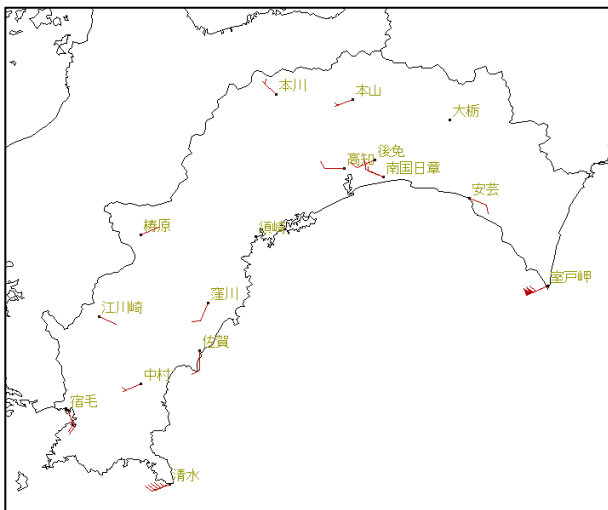 本川
本山
大栃
後免
高知
南国日章
安芸
梼原
須崎
室戸岬
窪川
江川崎
佐賀
中村
宿毛
清水